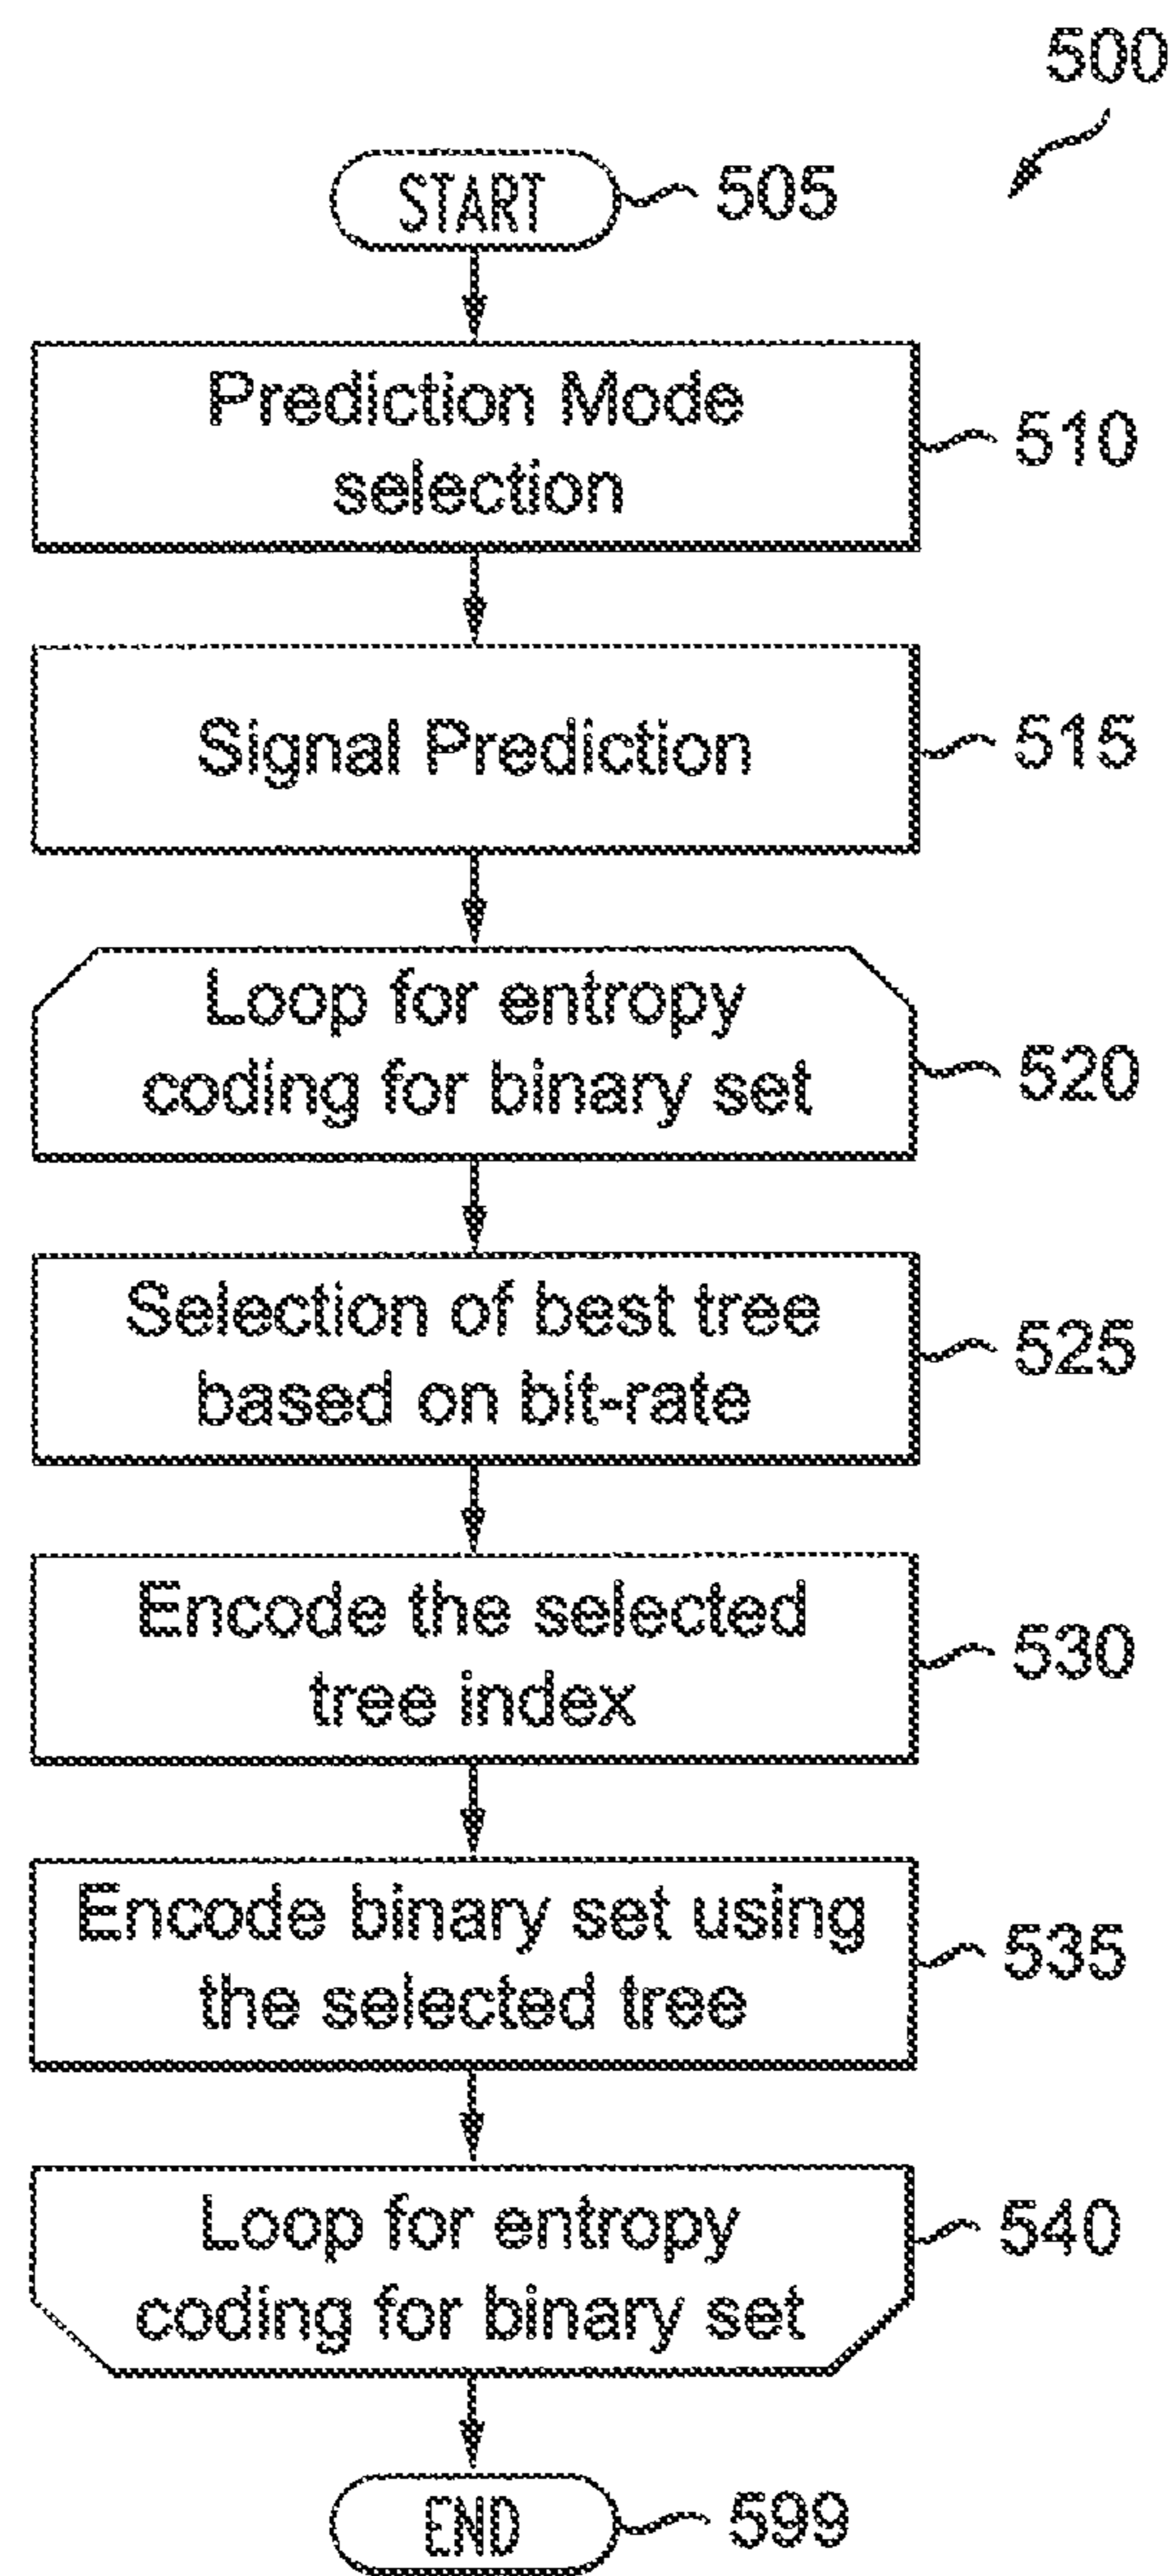 500
START
505
Prediction Mode
selection
510
Signal Prediction
515
Loop for entropy
coding for binary set
520
Selection of best tree
based on bit-rate
525
Encode the selected
tree index
530
Encode binary set using
the selected tree
535
Loop for entropy
coding for binary set
540
END
599